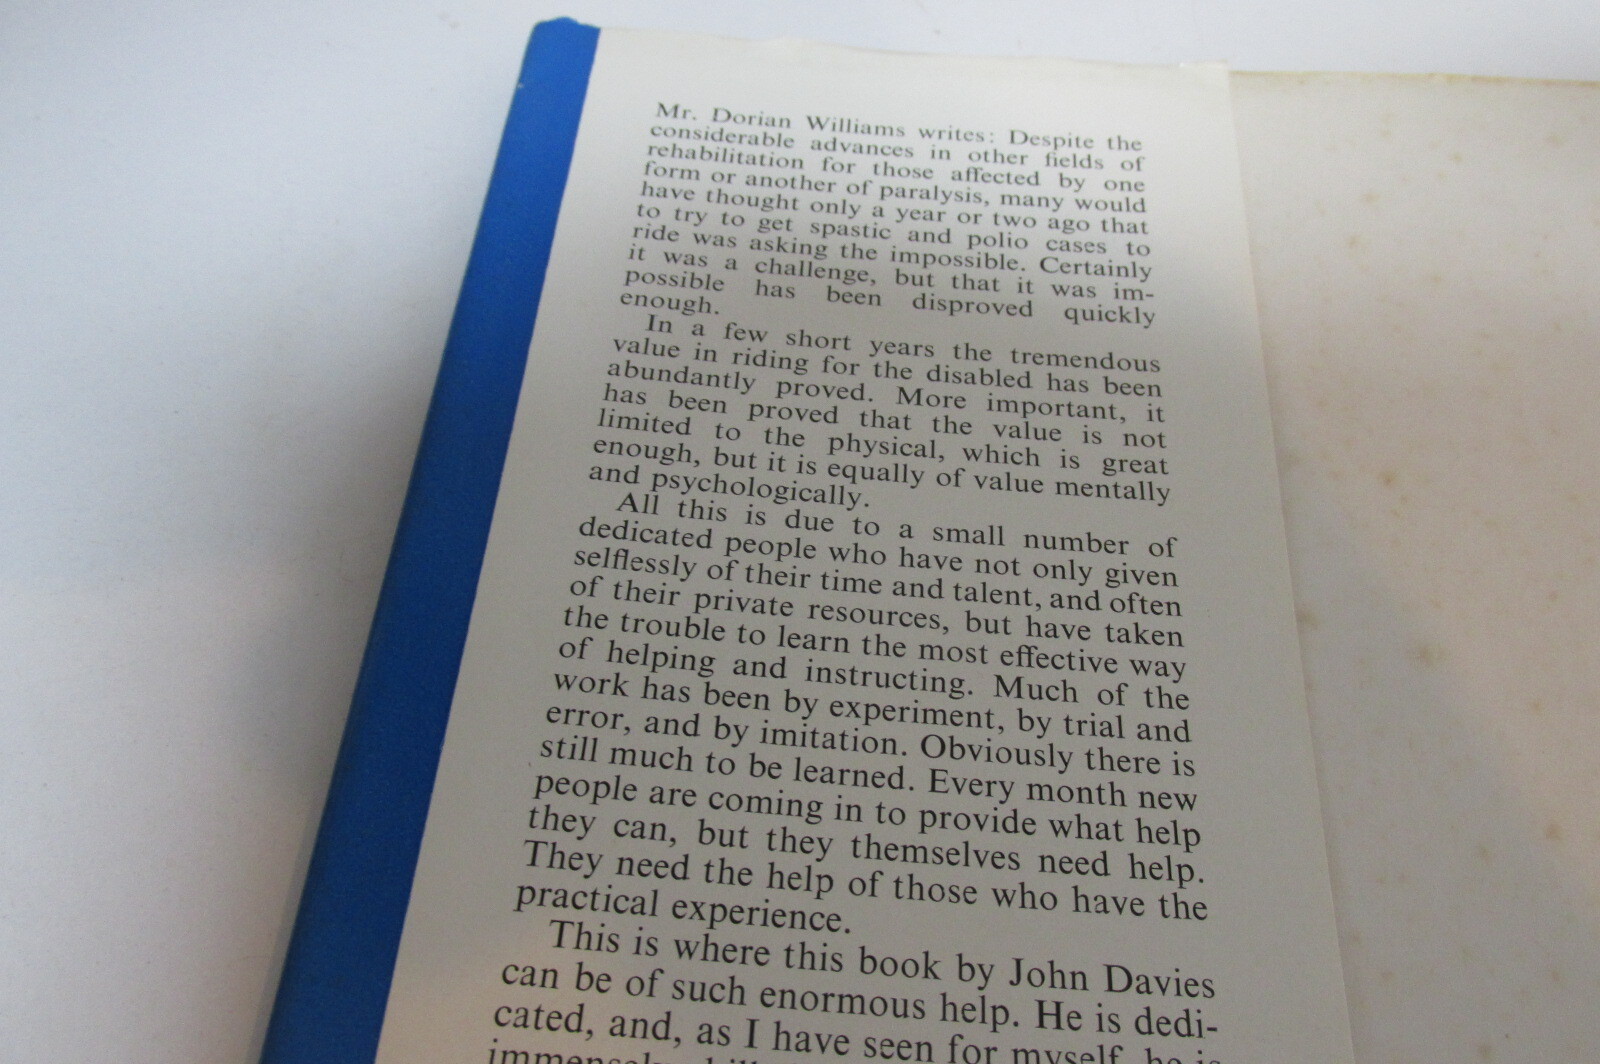 Mr. Dorian Williams writes: Despite the
considerable advances in other fields of
rehabilitation for those affected by one
form or another of paralysis, many would
have thought only a year or two ago that
to try to get spastic and polio cases to
ride was asking the impossible. Certainly
it was a challenge, but that it was im-
possible has been disproved quickly
enough.
In a few short years the tremendous
value in riding for the disabled has been
abundantly proved. More important, it
has been proved that the value is not
limited to the physical, which is great
enough, but it is equally of value mentally
and psychologically.
All this is due to a small number of
dedicated people who have not only given
selflessly of their time and talent, and often
of their private resources, but have taken
the trouble to learn the most effective way
of helping and instructing. Much of the
work has been by experiment, by trial and
error, and by imitation. Obviously there is
still much to be learned. Every month new
people are coming in to provide what help
they can, but they themselves need help.
They need the help of those who have the
practical experience.
This is where this book by John Davies
can be of such enormous help. He is dedi-
cated, and, as I have seen for myself, he is
immensely